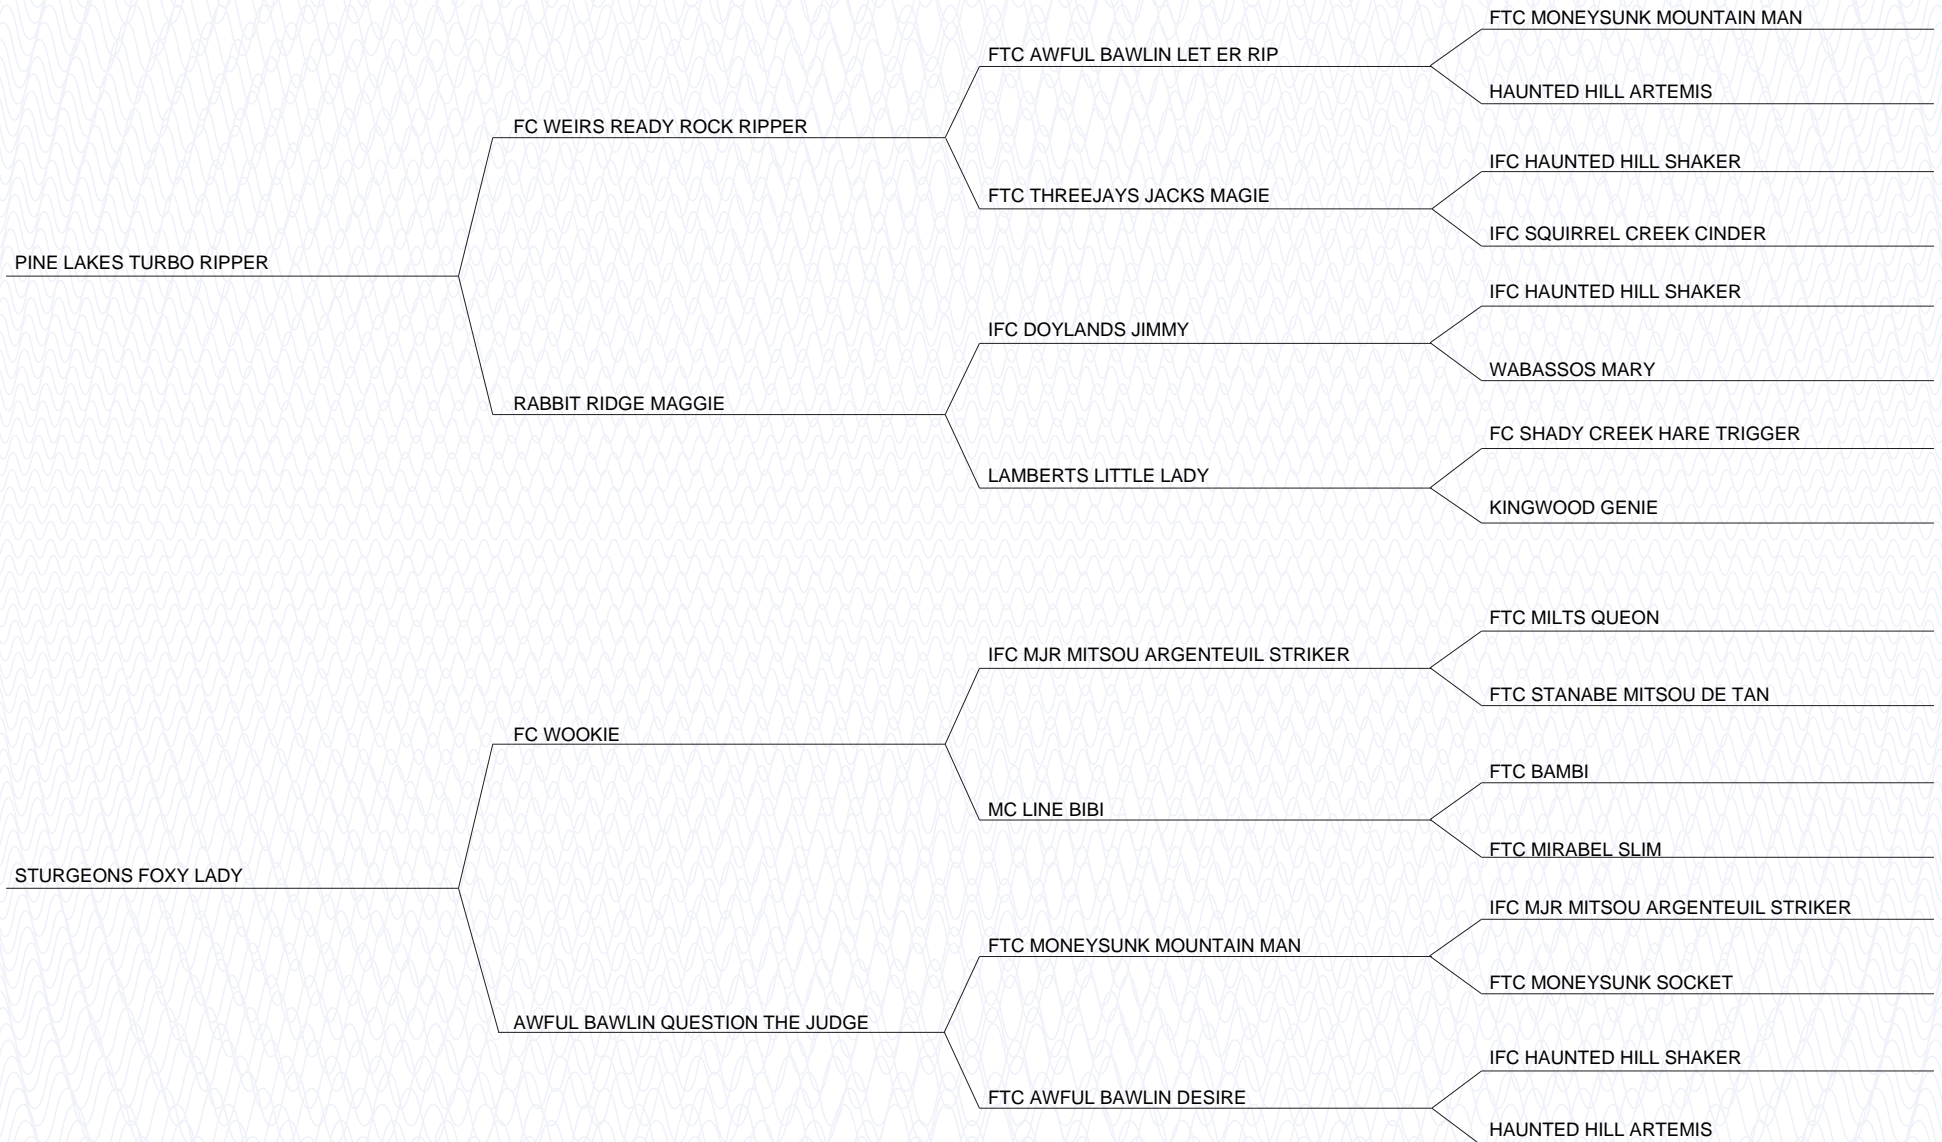 FTC MONEYSUNK MOUNTAIN MAN
FTC AWFUL BAWLIN LET ER RIP
HAUNTED HILL ARTEMIS
FC WEIRS READY ROCK RIPPER
IFC HAUNTED HILL SHAKER
FTC THREEJAYS JACKS MAGIE
IFC SQUIRREL CREEK CINDER
PINE LAKES TURBO RIPPER
IFC HAUNTED HILL SHAKER
IFC DOYLANDS JIMMY
WABASSOS MARY
RABBIT RIDGE MAGGIE
FC SHADY CREEK HARE TRIGGER
LAMBERTS LITTLE LADY
KINGWOOD GENIE
FTC MILTS QUEON
IFC MJR MITSOU ARGENTEUIL STRIKER
FTC STANABE MITSOU DE TAN
FC WOOKIE
FTC BAMBI
MC LINE BIBI
FTC MIRABEL SLIM
STURGEONS FOXY LADY
IFC MJR MITSOU ARGENTEUIL STRIKER
FTC MONEYSUNK MOUNTAIN MAN
FTC MONEYSUNK SOCKET
AWFUL BAWLIN QUESTION THE JUDGE
IFC HAUNTED HILL SHAKER
FTC AWFUL BAWLIN DESIRE
HAUNTED HILL ARTEMIS